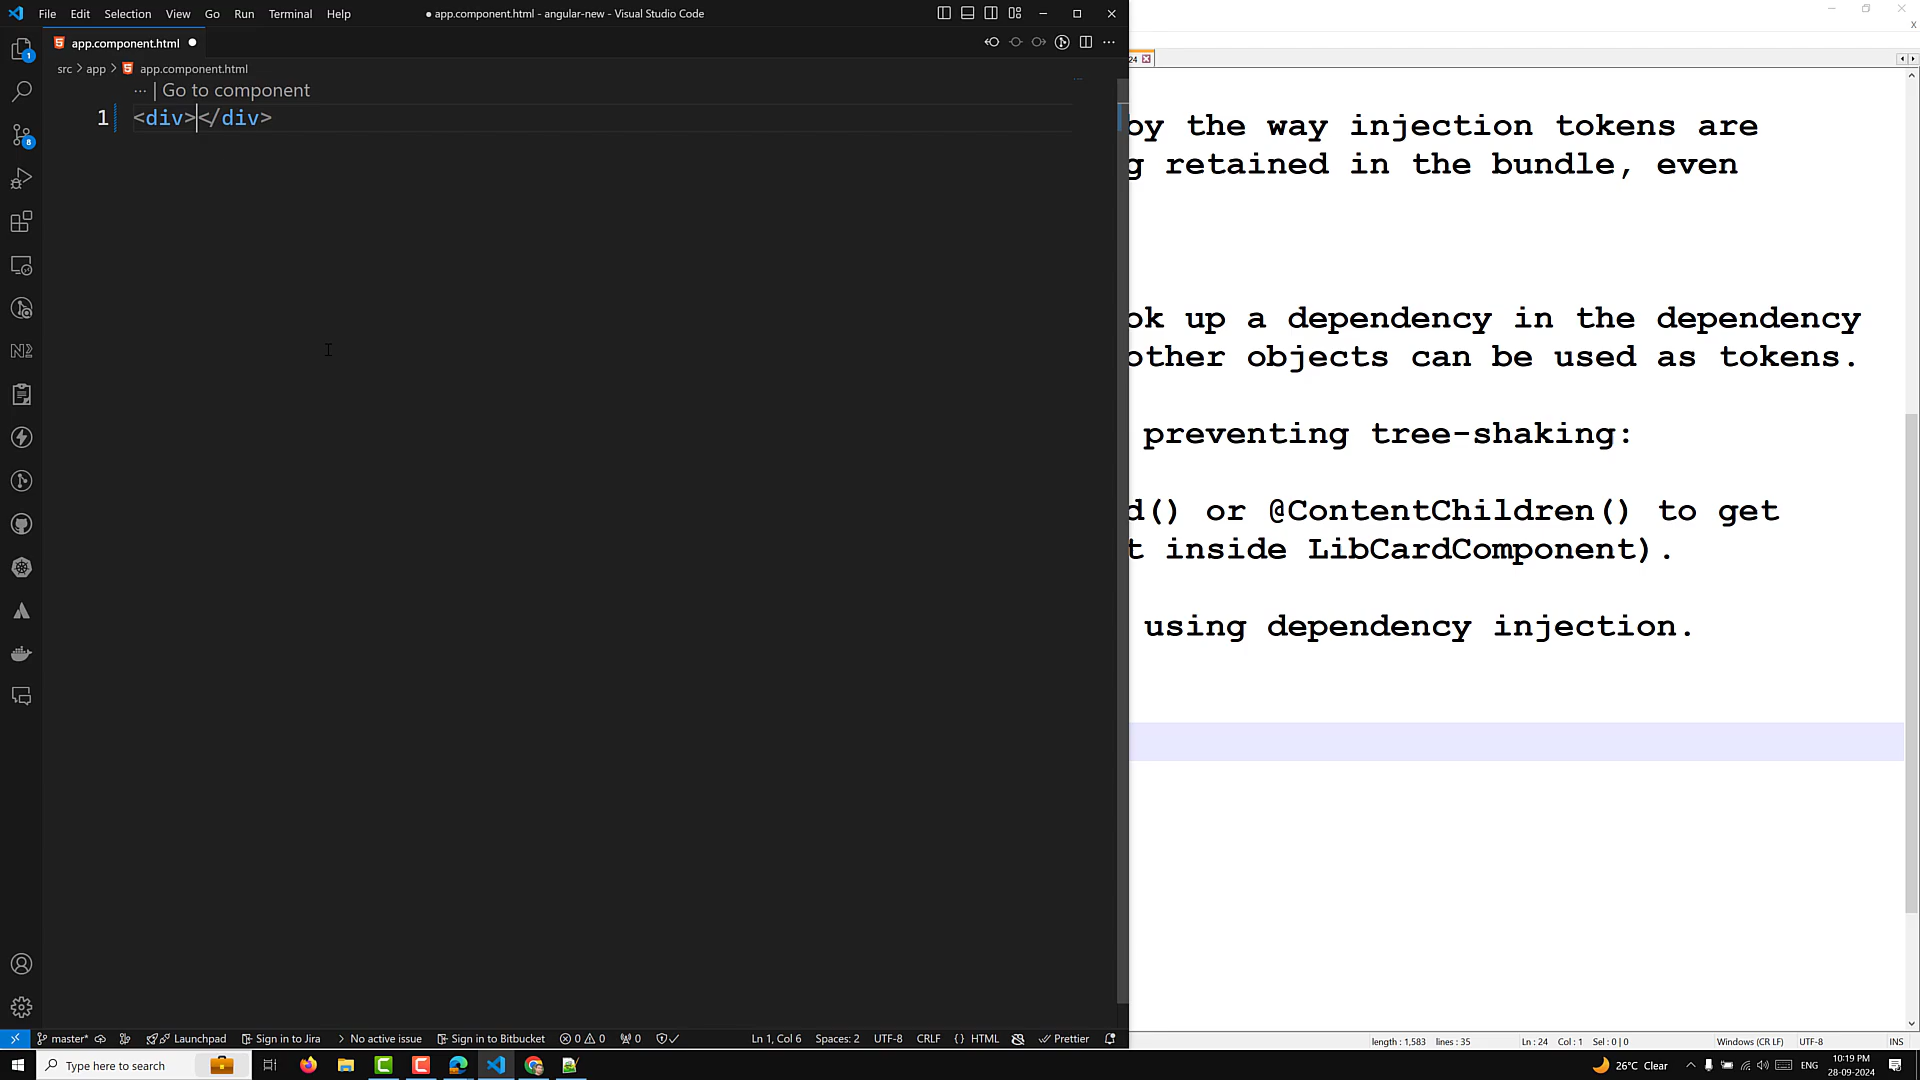 File Edit Selection View Go Run Terminal Help
● app.component.html - angular-new - Visual Studio Code
app.component.html ●
src > app > app.component.html
··· | Go to component
1 <div></div>
24
by the way injection tokens are
g retained in the bundle, even
ok up a dependency in the dependency
other objects can be used as tokens.
preventing tree-shaking:
d() or @ContentChildren() to get
t inside LibCardComponent).
using dependency injection.
1
8
master* Launchpad Sign in to Jira No active issue Sign in to Bitbucket 0 0 0 Ln 1, Col 6 Spaces: 2 UTF-8 CRLF {} HTML Prettier
length : 1,583 lines : 35 Ln : 24 Col : 1 Sel : 0 | 0 Windows (CR LF) UTF-8 INS
Type here to search
26°C Clear
ENG
10:19 PM
28-09-2024